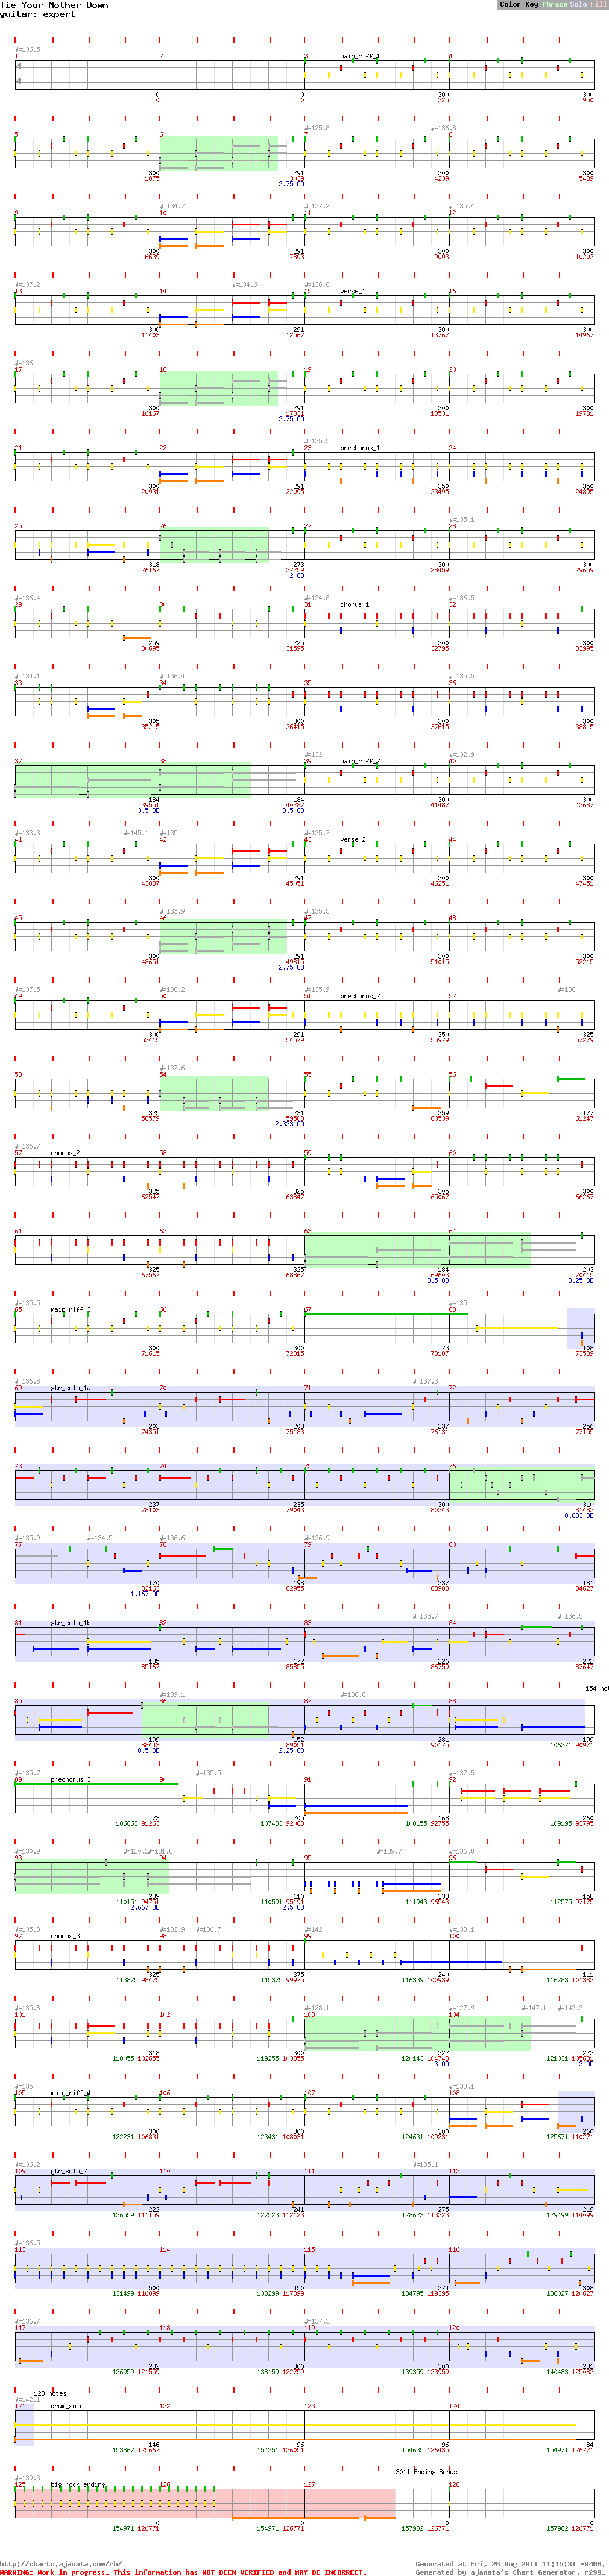 Tie Your Mother Down
guitar: expert
Color Key Phrase Solo Fill
♩=136.5
1 2 3 main_riff_1 4
4
4
0 0 300 300
0 0 325 950
♩=125.8 ♩=136.8
5 6 7 8
300 291 300 300
1875 3039 4239 5439
2.75 OD
♩=134.7 ♩=137.2 ♩=135.4
9 10 11 12
300 291 300 300
6639 7803 9003 10203
♩=137.2 ♩=134.6 ♩=136.6
13 14 15 verse_1 16
300 291 300 300
11403 12567 13767 14967
♩=136
17 18 19 20
300 291 300 300
16167 17331 18531 19731
2.75 OD
♩=135.5
21 22 23 prechorus_1 24
300 291 350 350
20931 22095 23495 24895
♩=135.1
25 26 27 28
318 273 300 300
26167 27259 28459 29659
2 OD
♩=136.4 ♩=134.8 ♩=136.5
29 30 31 chorus_1 32
259 225 300 300
30695 31595 32795 33995
♩=134.1 ♩=136.4 ♩=135.5
33 34 35 36
305 300 300 300
35215 36415 37615 38815
♩=132 ♩=132.9
37 38 39 main_riff_2 40
184 184 300 300
39551 40287 41487 42687
3.5 OD 3.5 OD
♩=133.3 ♩=145.1 ♩=135 ♩=135.7
41 42 43 verse_2 44
300 291 300 300
43887 45051 46251 47451
♩=133.9 ♩=135.5
45 46 47 48
300 291 300 300
48651 49815 51015 52215
2.75 OD
♩=137.5 ♩=136.2 ♩=135.9 ♩=136
49 50 51 prechorus_2 52
300 291 350 325
53415 54579 55979 57279
♩=137.6
53 54 55 56
325 231 259 177
58579 59503 60539 61247
2.333 OD
♩=136.7
57 chorus_2 58 59 60
325 325 305 300
62547 63847 65067 66267
61 62 63 64
325 325 184 203
67567 68867 69603 70415
3.5 OD 3.25 OD
♩=135.5 ♩=135
65 main_riff_3 66 67 68
300 300 73 108
71615 72815 73107 73539
♩=136.8 ♩=137.3
69 gtr_solo_1a 70 71 72
203 208 237 256
74351 75183 76131 77155
73 74 75 76
237 235 300 310
78103 79043 80243 81483
0.833 OD
♩=135.9 ♩=134.5 ♩=136.6 ♩=136.9
77 78 79 80
170 198 237 181
82163 82955 83903 84627
1.167 OD
♩=138.7 ♩=136.5
81 gtr_solo_1b 82 83 84
135 172 226 222
85167 85855 86759 87647
154 not
♩=139.1 ♩=136.8
85 86 87 88
199 152 281 199
88443 89051 90175 106371 90971
0.5 OD 2.25 OD
♩=135.7 ♩=135.5 ♩=137.5
89 prechorus_3 90 91 92
73 205 168 260
106663 91263 107483 92083 108155 92755 109195 93795
♩=130.9 ♩=120.2 ♩=131.8 ♩=139.7 ♩=136.8
93 94 95 96
239 110 338 158
110151 94751 110591 95191 111943 96543 112575 97175
2.667 OD 2.5 OD
♩=135.3 ♩=132.9 ♩=136.7 ♩=142 ♩=138.1
97 chorus_3 98 99 100
325 375 240 111
113875 98475 115375 99975 116339 100939 116783 101383
♩=135.8 ♩=128.1 ♩=127.9 ♩=147.1 ♩=142.3
101 102 103 104
318 300 222 222
118055 102655 119255 103855 120143 104743 121031 105631
3 OD 3 OD
♩=135 ♩=133.1
105 main_riff_4 106 107 108
300 300 300 260
122231 106831 123431 108031 124631 109231 125671 110271
♩=136.2 ♩=135.1
109 gtr_solo_2 110 111 112
222 241 275 219
126559 111159 127523 112123 128623 113223 129499 114099
♩=136.5
113 114 115 116
500 450 374 308
131499 116099 133299 117899 134795 119395 136027 120627
♩=136.7 ♩=137.3
117 118 119 120
232 300 300 281
136959 121559 138159 122759 139359 123959 140483 125083
128 notes
♩=142.1
121 drum_solo 122 123 124
146 96 96 84
153867 125667 154251 126051 154635 126435 154971 126771
3011 Ending Bonus
♩=139.3
125 big_rock_ending 126 127 128
0 0 0 0
154971 126771 154971 126771 157982 126771 157982 126771
http://charts.ajanata.com/rb/
Generated at Fri, 26 Aug 2011 11:15:31 -0400.
WARNING: Work in progress. This information has NOT BEEN VERIFIED and MAY BE INCORRECT.
Generated by ajanata's Chart Generator, r299.